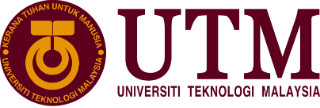 • KERANA TUHAN UNTUK MANUSIA •
UNIVERSITI TEKNOLOGI MALAYSIA
UTM
UNIVERSITI TEKNOLOGI MALAYSIA